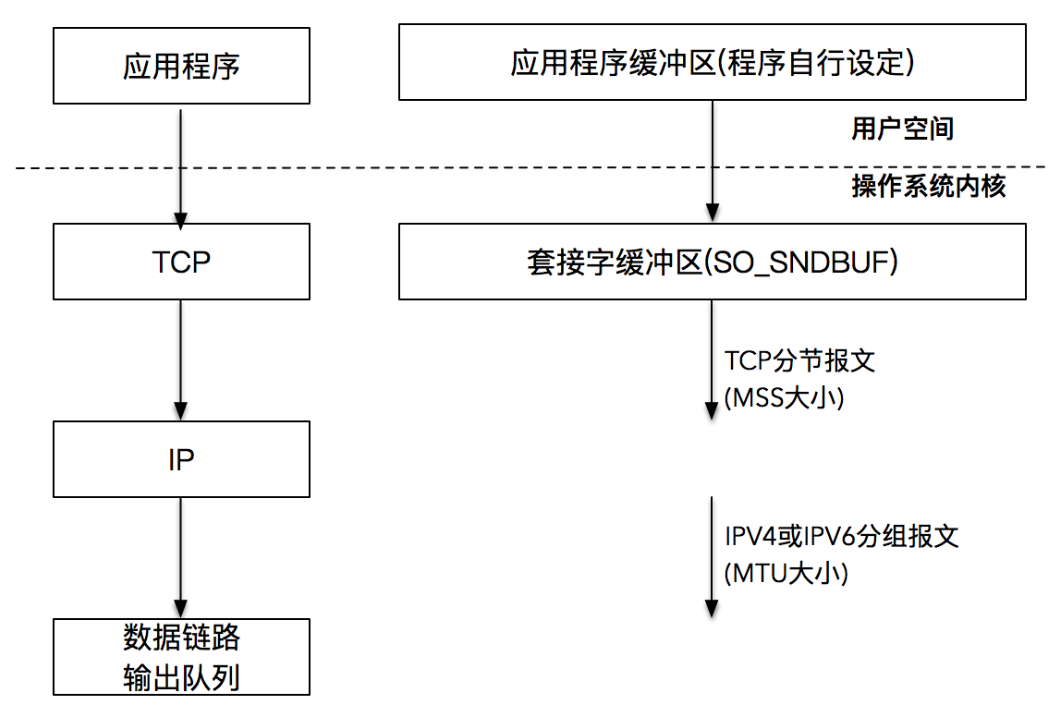 应用程序
应用程序缓冲区(程序自行设定)
用户空间
操作系统内核
TCP
套接字缓冲区(SO_SNDBUF)
TCP分节报文
(MSS大小)
IP
IPV4或IPV6分组报文
(MTU大小)
数据链路
输出队列